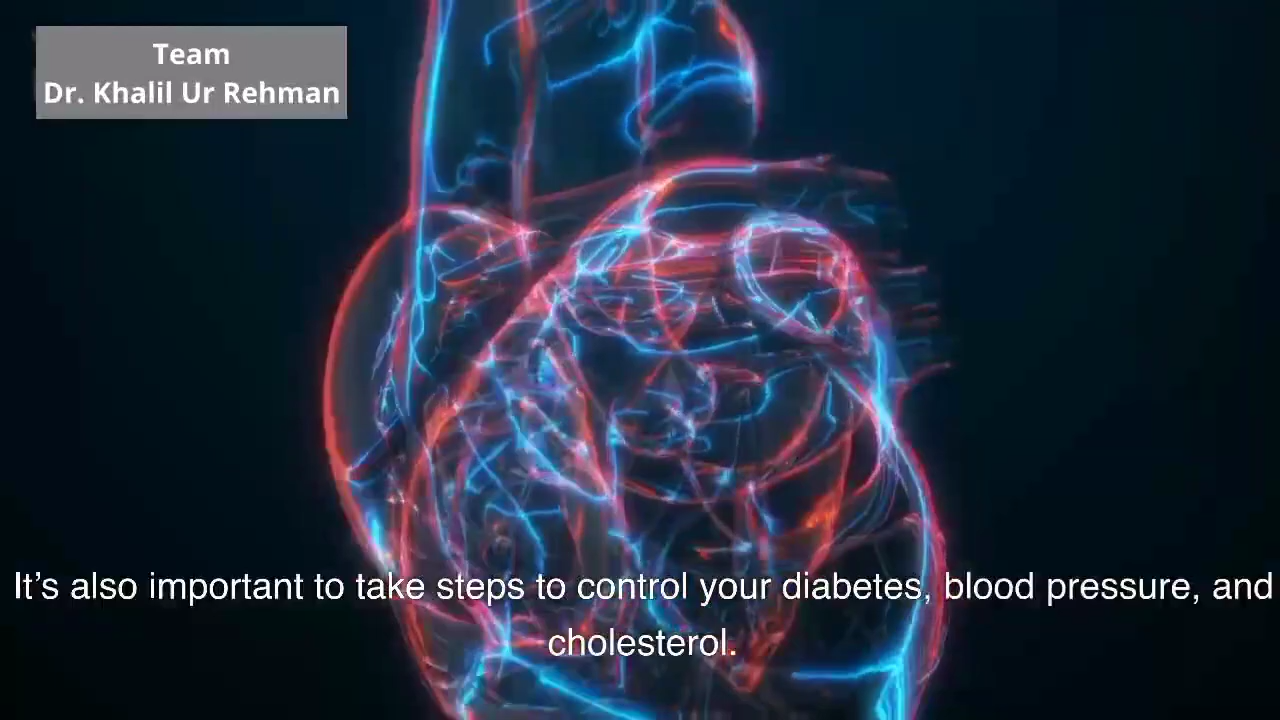 Team
Dr. Khalil Ur Rehman
It’s also important to take steps to control your diabetes, blood pressure, and
cholesterol.